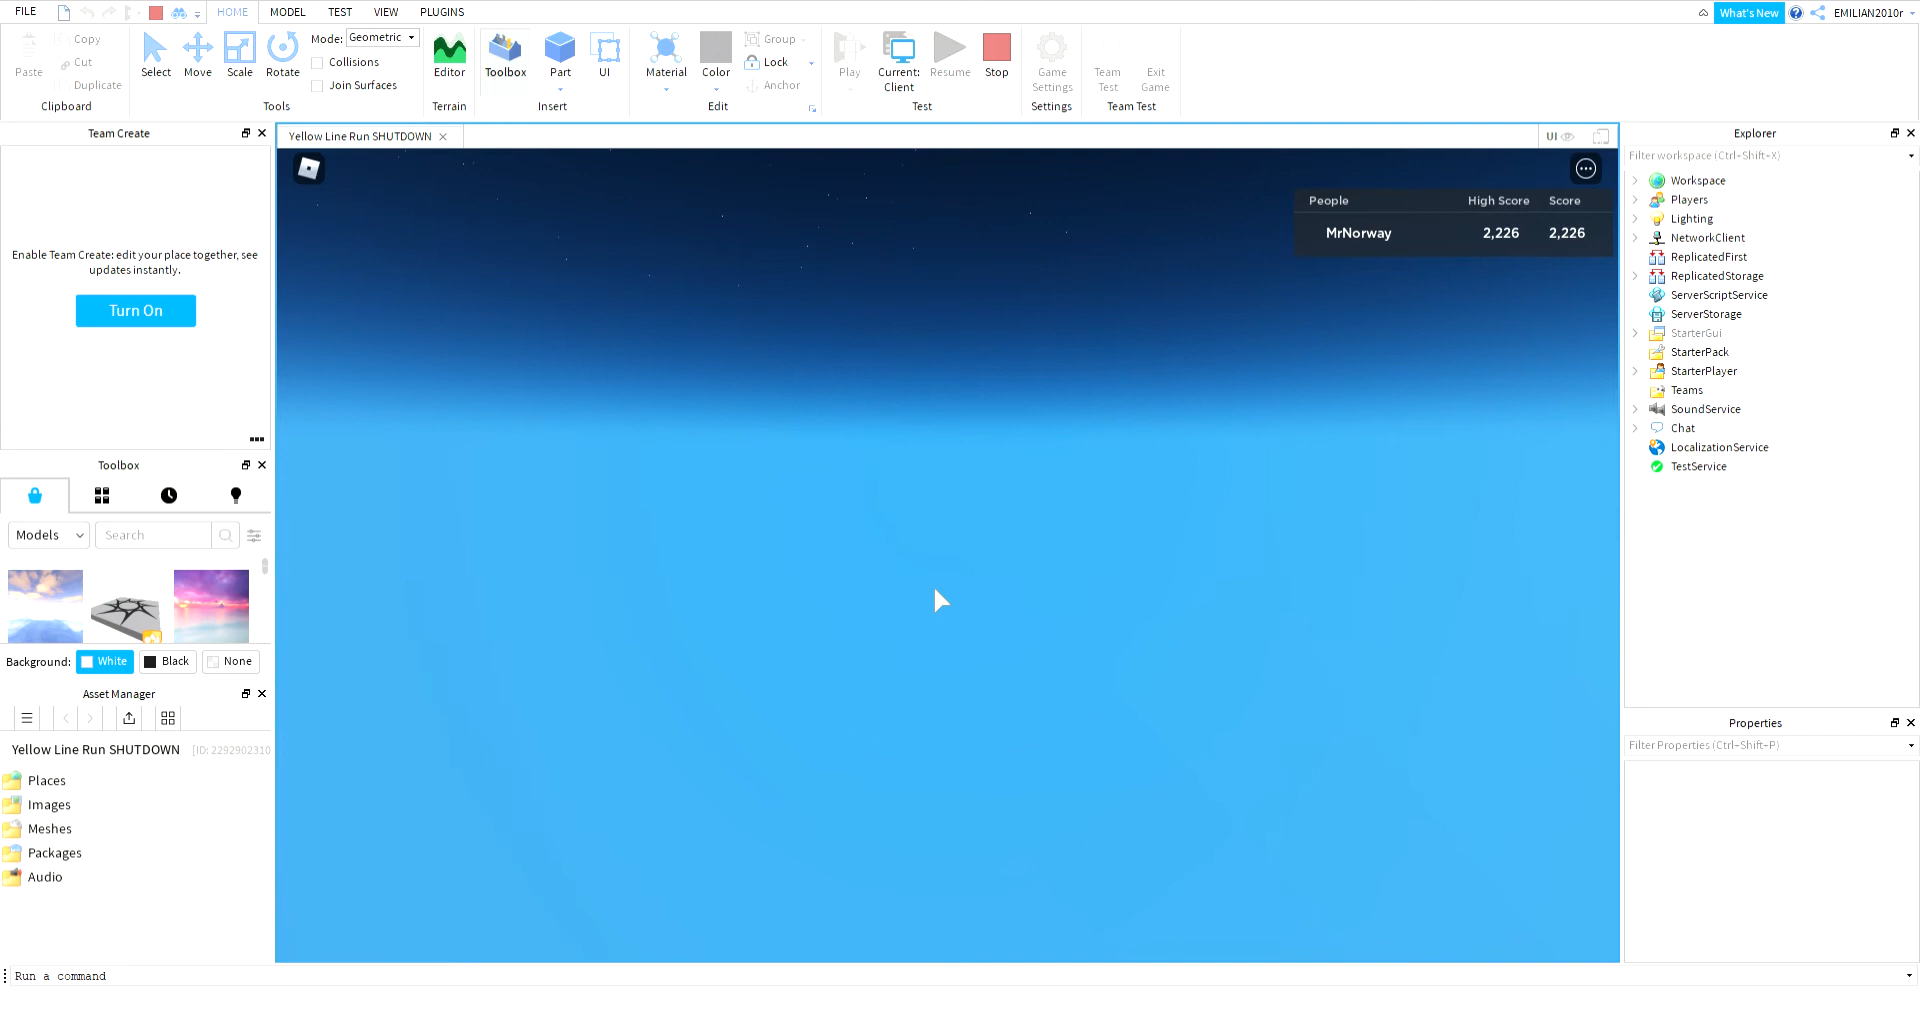 FILE HOME MODEL TEST VIEW PLUGINS What's New EMILIAN2010r
Paste Copy Cut Duplicate Clipboard
Select Move Scale Rotate Mode: Geometric Collisions Join Surfaces Tools
Editor Terrain
Toolbox Part UI Insert
Material Color Group Lock Anchor Edit
Play Current: Client Resume Stop Test
Game Settings Settings
Team Test Exit Game Team Test
Team Create
Enable Team Create: edit your place together, see
updates instantly.
Turn On
Toolbox
Models Search
Background: White Black None
Asset Manager
Yellow Line Run SHUTDOWN [ID: 2292902310
Places
Images
Meshes
Packages
Audio
Yellow Line Run SHUTDOWN UI
People High Score Score
MrNorway 2,226 2,226
Explorer
Filter workspace (Ctrl+Shift+X)
Workspace
Players
Lighting
NetworkClient
ReplicatedFirst
ReplicatedStorage
ServerScriptService
ServerStorage
StarterGui
StarterPack
StarterPlayer
Teams
SoundService
Chat
LocalizationService
TestService
Properties
Filter Properties (Ctrl+Shift+P)
Run a command